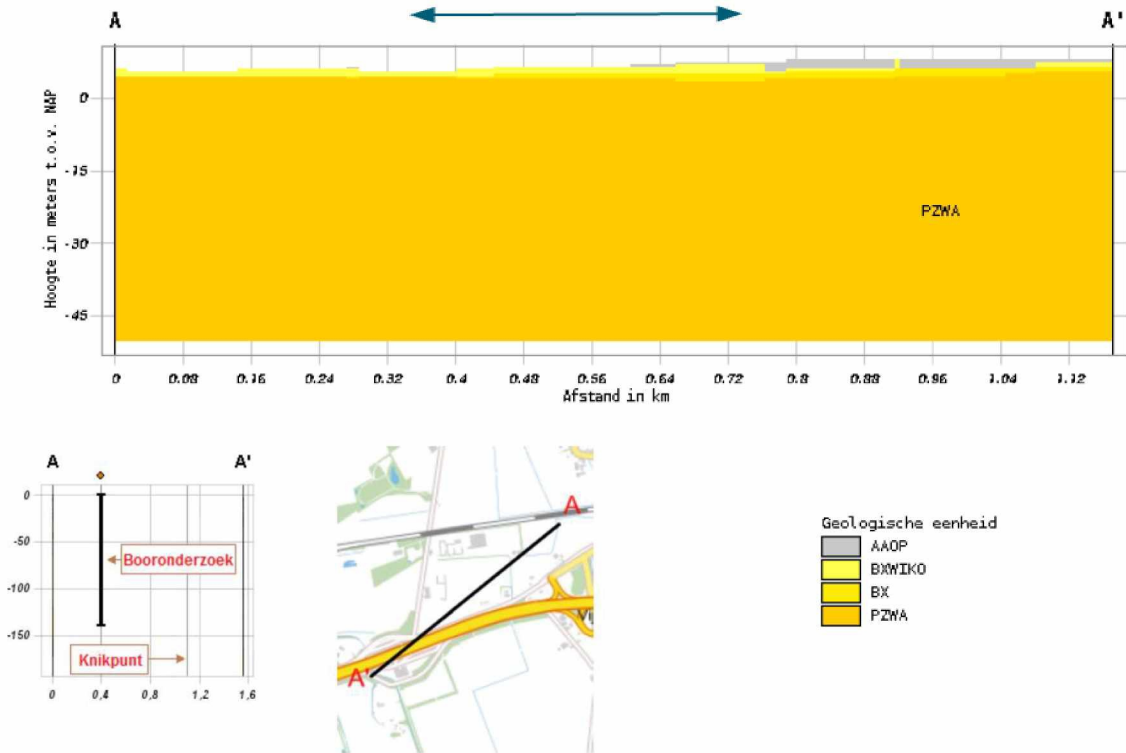 A A'
Hoogte in meters t.o.v. NAP
0
-15
-30
-45
PZWA
0 0.08 0.16 0.24 0.32 0.4 0.48 0.56 0.64 0.72 0.8 0.88 0.96 1.04 1.12
Afstand in km
A A'
0
-50
-100
-150
Booronderzoek
Knikpunt
0 0,4 0,8 1,2 1,6
A
A'
Geologische eenheid
AAOP
BXWIKO
BX
PZWA